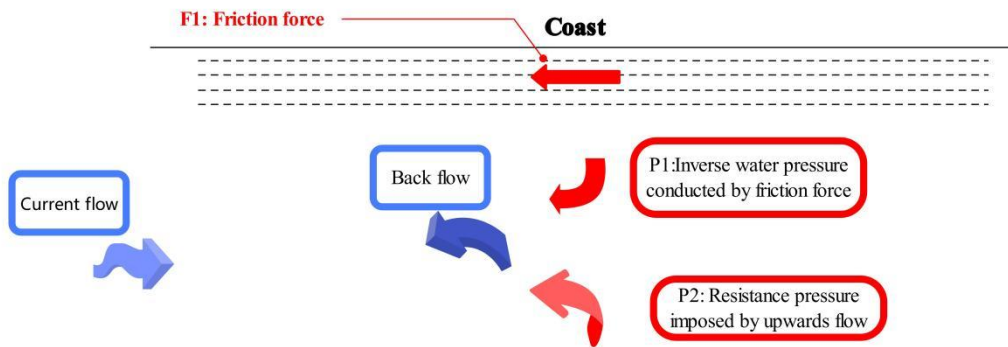 F1: Friction force
Coast
P1:Inverse water pressure
conducted by friction force
Back flow
Current flow
P2: Resistance pressure
imposed by upwards flow